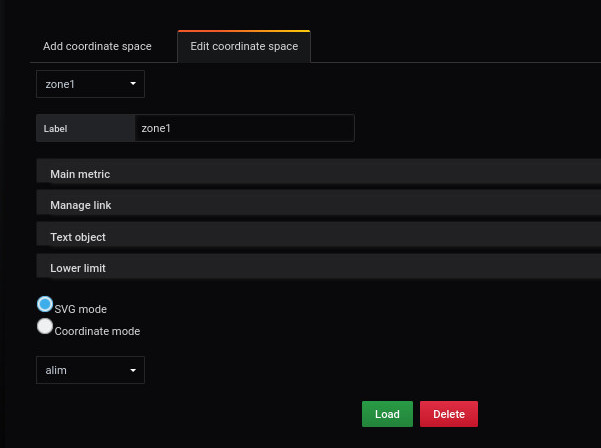 Add coordinate space Edit coordinate space
zone1
Label zone1
Main metric
Manage link
Text object
Lower limit
SVG mode
Coordinate mode
alim
Load Delete